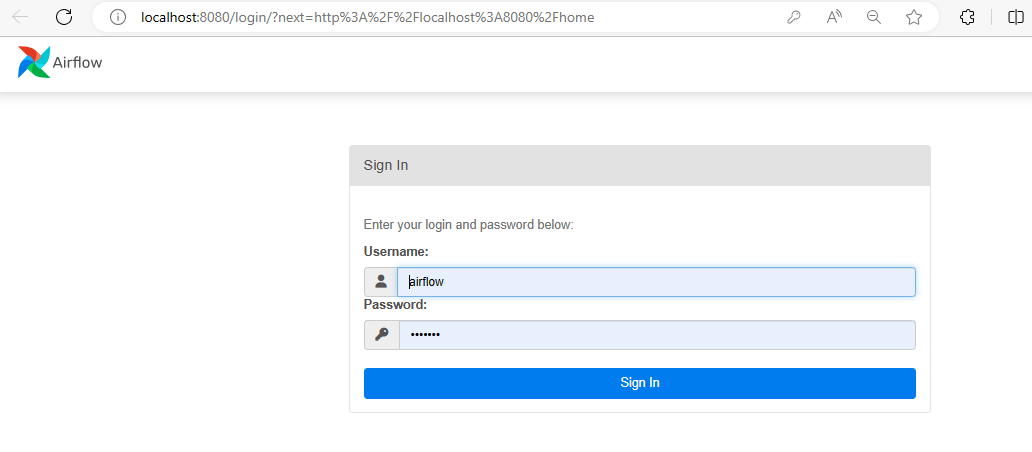 localhost:8080/login/?next=http%3A%2F%2Flocalhost%3A8080%2Fhome
Airflow
Sign In
Enter your login and password below:
Username:
airflow
Password:
•••••••
Sign In